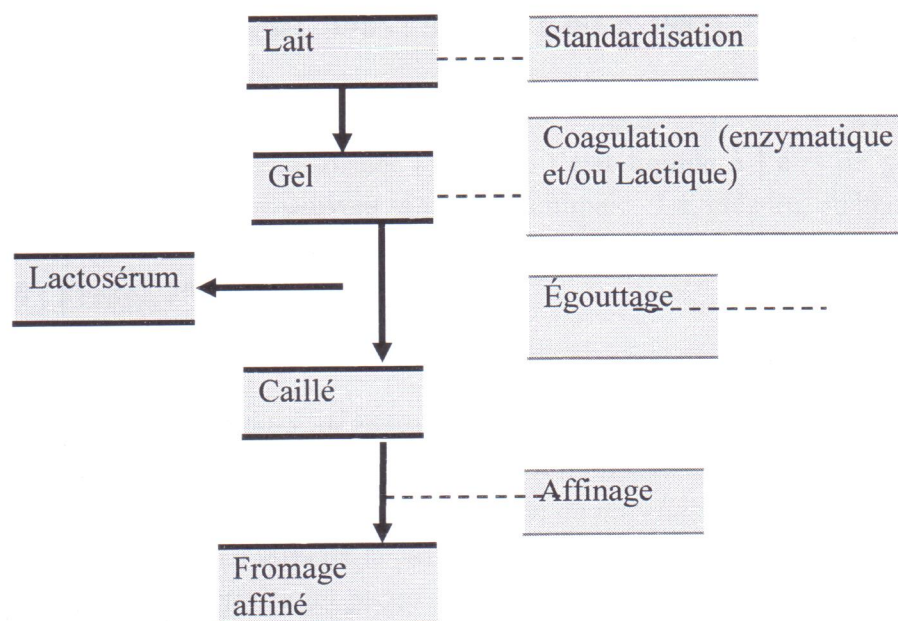 Lait
Standardisation
Coagulation (enzymatique
et/ou Lactique)
Gel
Lactosérum
Égouttage
Caillé
Affinage
Fromage
affiné